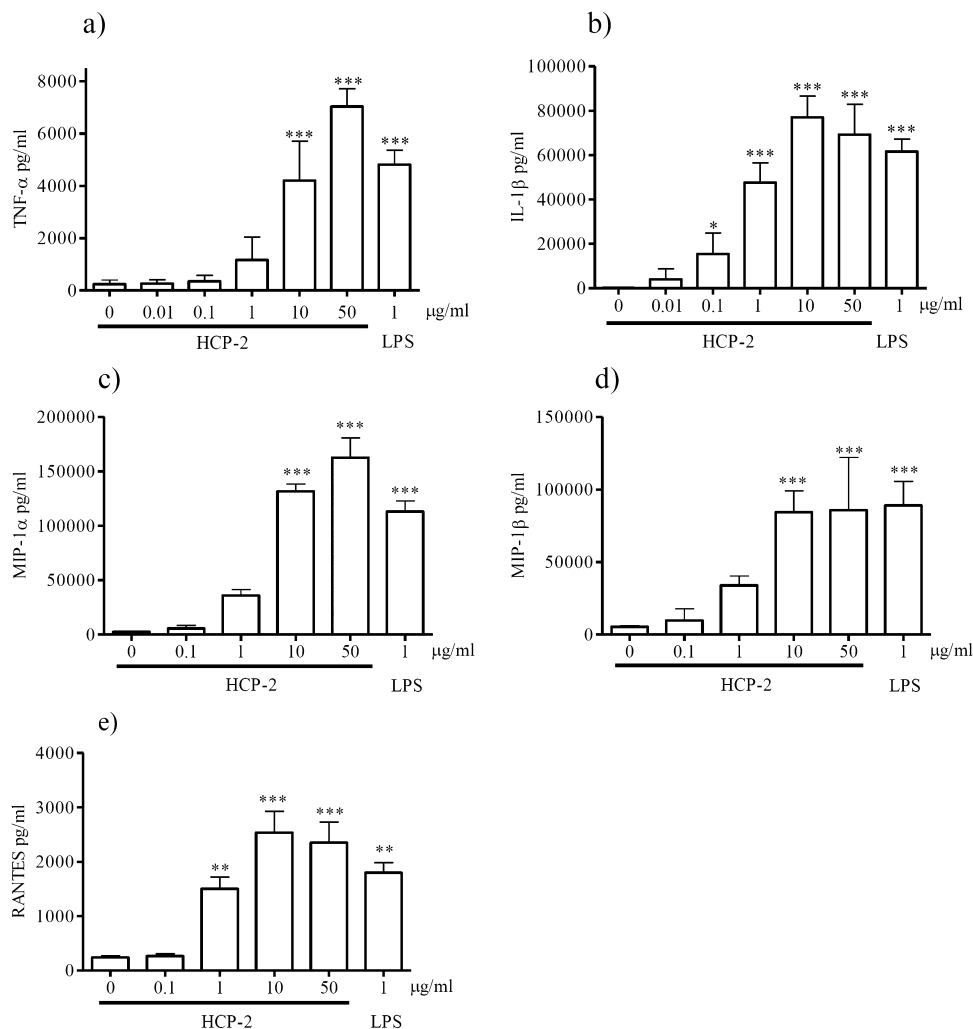 a)
TNF-α pg/ml
8000
6000
4000
2000
0
***
***
***
0 0.01 0.1 1 10 50 1 μg/ml
HCP-2 LPS
b)
IL-1β pg/ml
100000
80000
60000
40000
20000
0
*
***
***
***
***
0 0.01 0.1 1 10 50 1 μg/ml
HCP-2 LPS
c)
MIP-1α pg/ml
200000
150000
100000
50000
0
***
***
***
0 0.1 1 10 50 1 μg/ml
HCP-2 LPS
d)
MIP-1β pg/ml
150000
100000
50000
0
***
***
***
0 0.1 1 10 50 1 μg/ml
HCP-2 LPS
e)
RANTES pg/ml
4000
3000
2000
1000
0
**
***
***
**
0 0.1 1 10 50 1 μg/ml
HCP-2 LPS